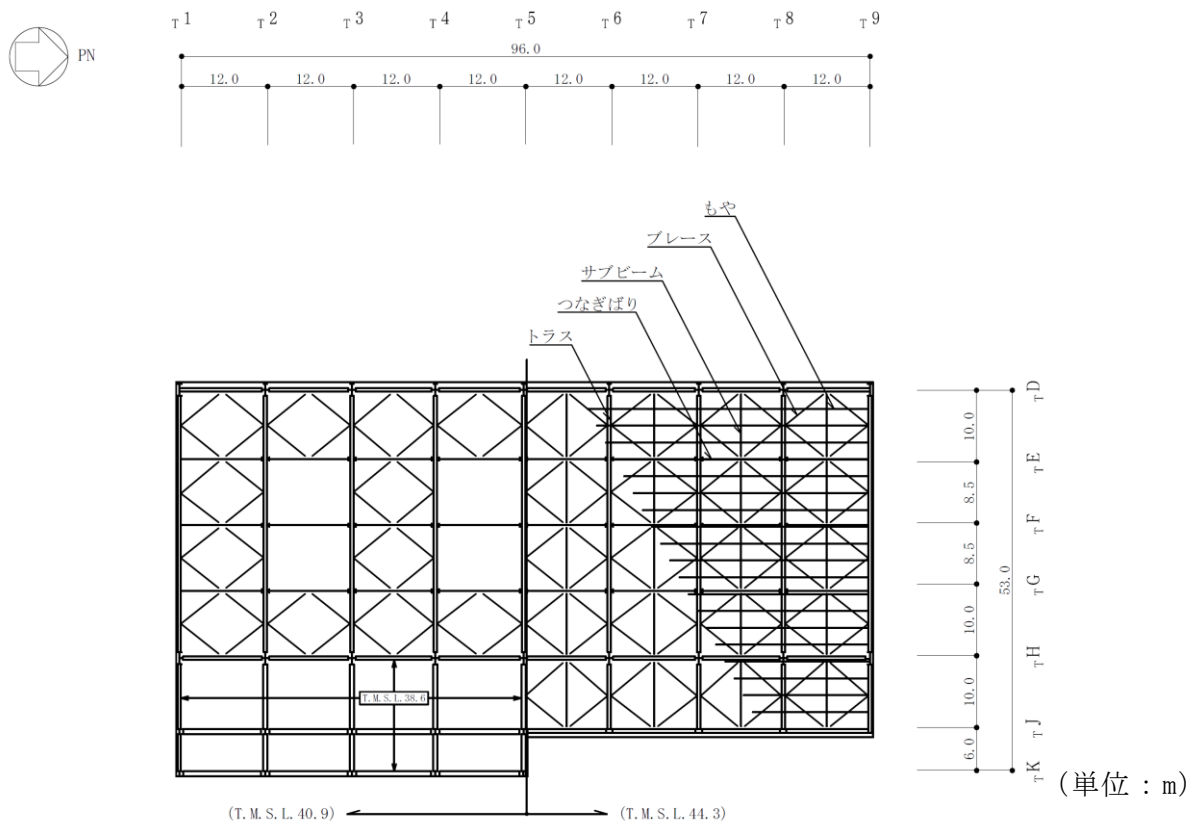 T1 T2 T3 T4 T5 T6 T7 T8 T9
PN
96.0
12.0 12.0 12.0 12.0 12.0 12.0 12.0 12.0
もや
ブレース
サブビーム
つなぎばり
トラス
TD
10.0
TE
8.5
TF
8.5
53.0
TG
10.0
TH
10.0
T.M.S.L.38.6
TJ
6.0
TK
(単位：m)
(T.M.S.L.40.9) (T.M.S.L.44.3)